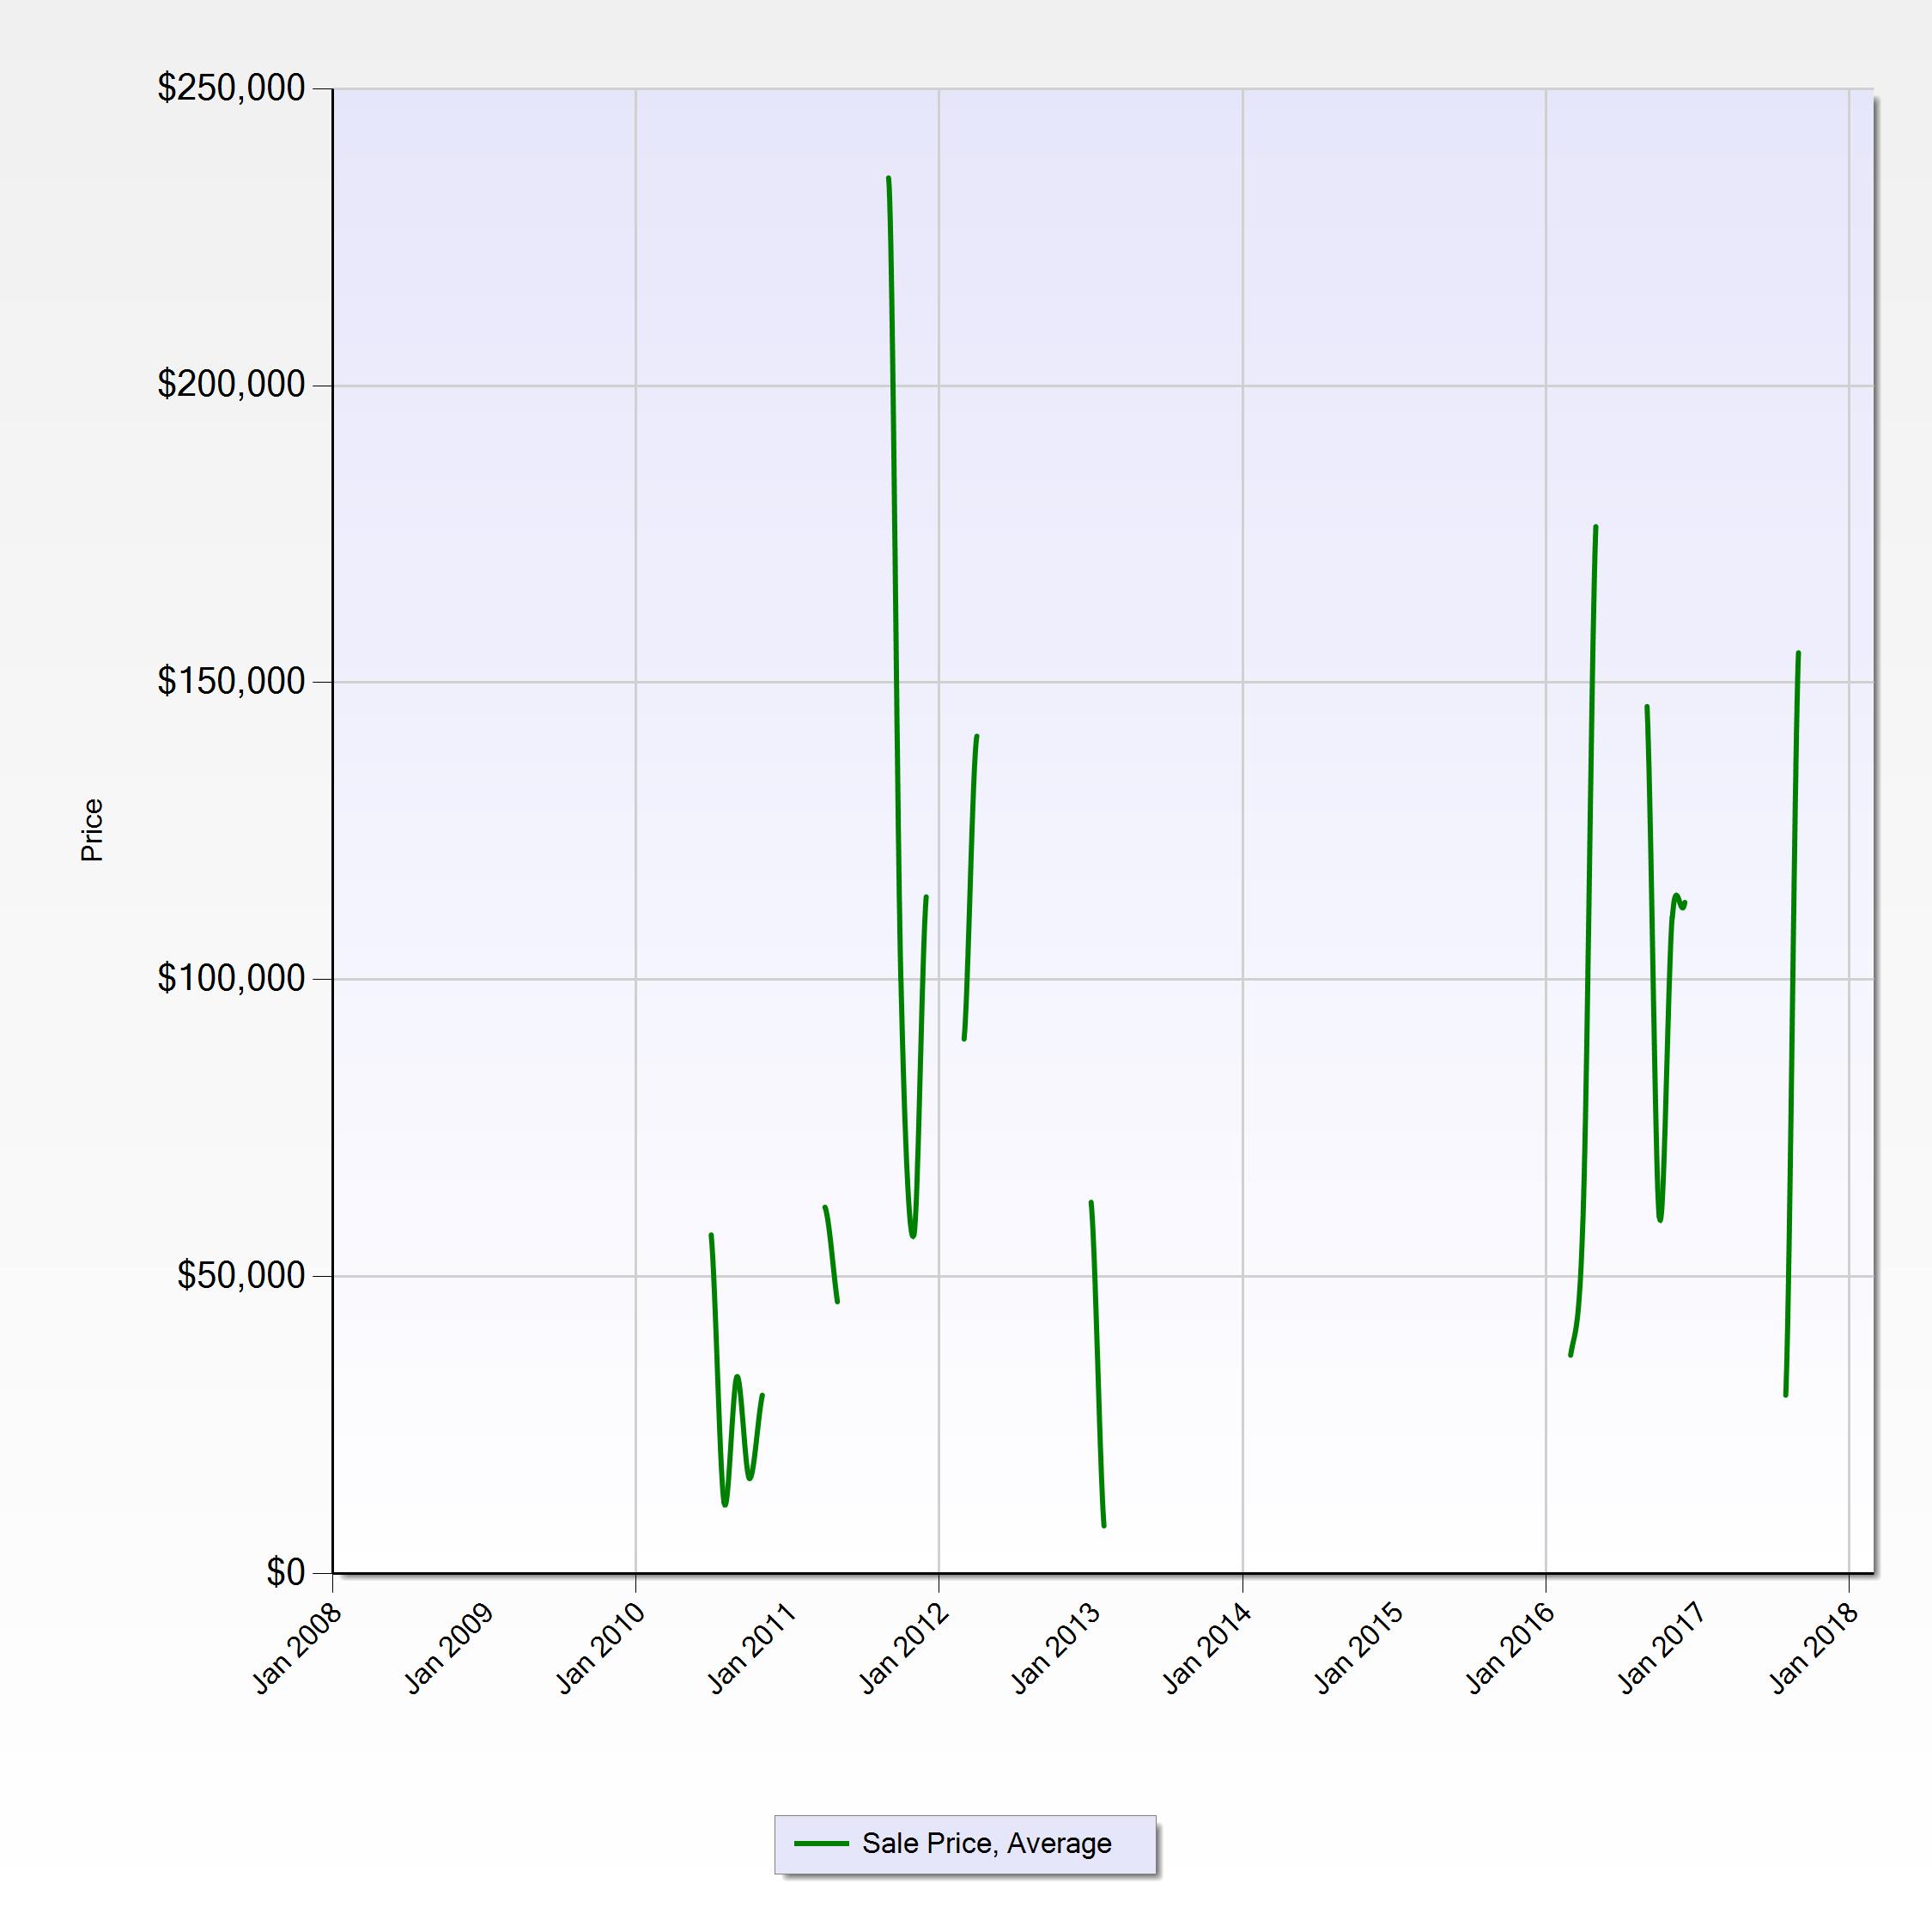 $250,000
$200,000
$150,000
$100,000
$50,000
$0
Price
Jan 2008
Jan 2009
Jan 2010
Jan 2011
Jan 2012
Jan 2013
Jan 2014
Jan 2015
Jan 2016
Jan 2017
Jan 2018
Sale Price, Average